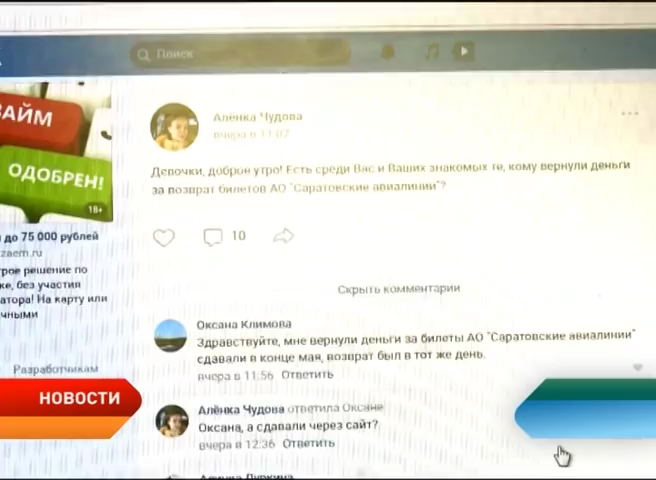 Поиск
ЗАЙМ
ОДОБРЕН!
18+
до 75 000 рублей
zaem.ru
рое решение по
ке, без участия
атора! На карту или
чными
Разработчикам
Алёнка Чудова
вчера в 11:02
Девочки, доброе утро! Есть среди Вас и Ваших знакомых те, кому вернули деньги
за возврат билетов АО "Саратовские авиалинии"?
10
Скрыть комментарии
Оксана Климова
Здравствуйте, мне вернули деньги за билеты АО "Саратовские авиалинии"
сдавали в конце мая, возврат был в тот же день.
вчера в 11:56 Ответить
Алёнка Чудова ответила Оксане
Оксана, а сдавали через сайт?
вчера в 12:36 Ответить
НОВОСТИ